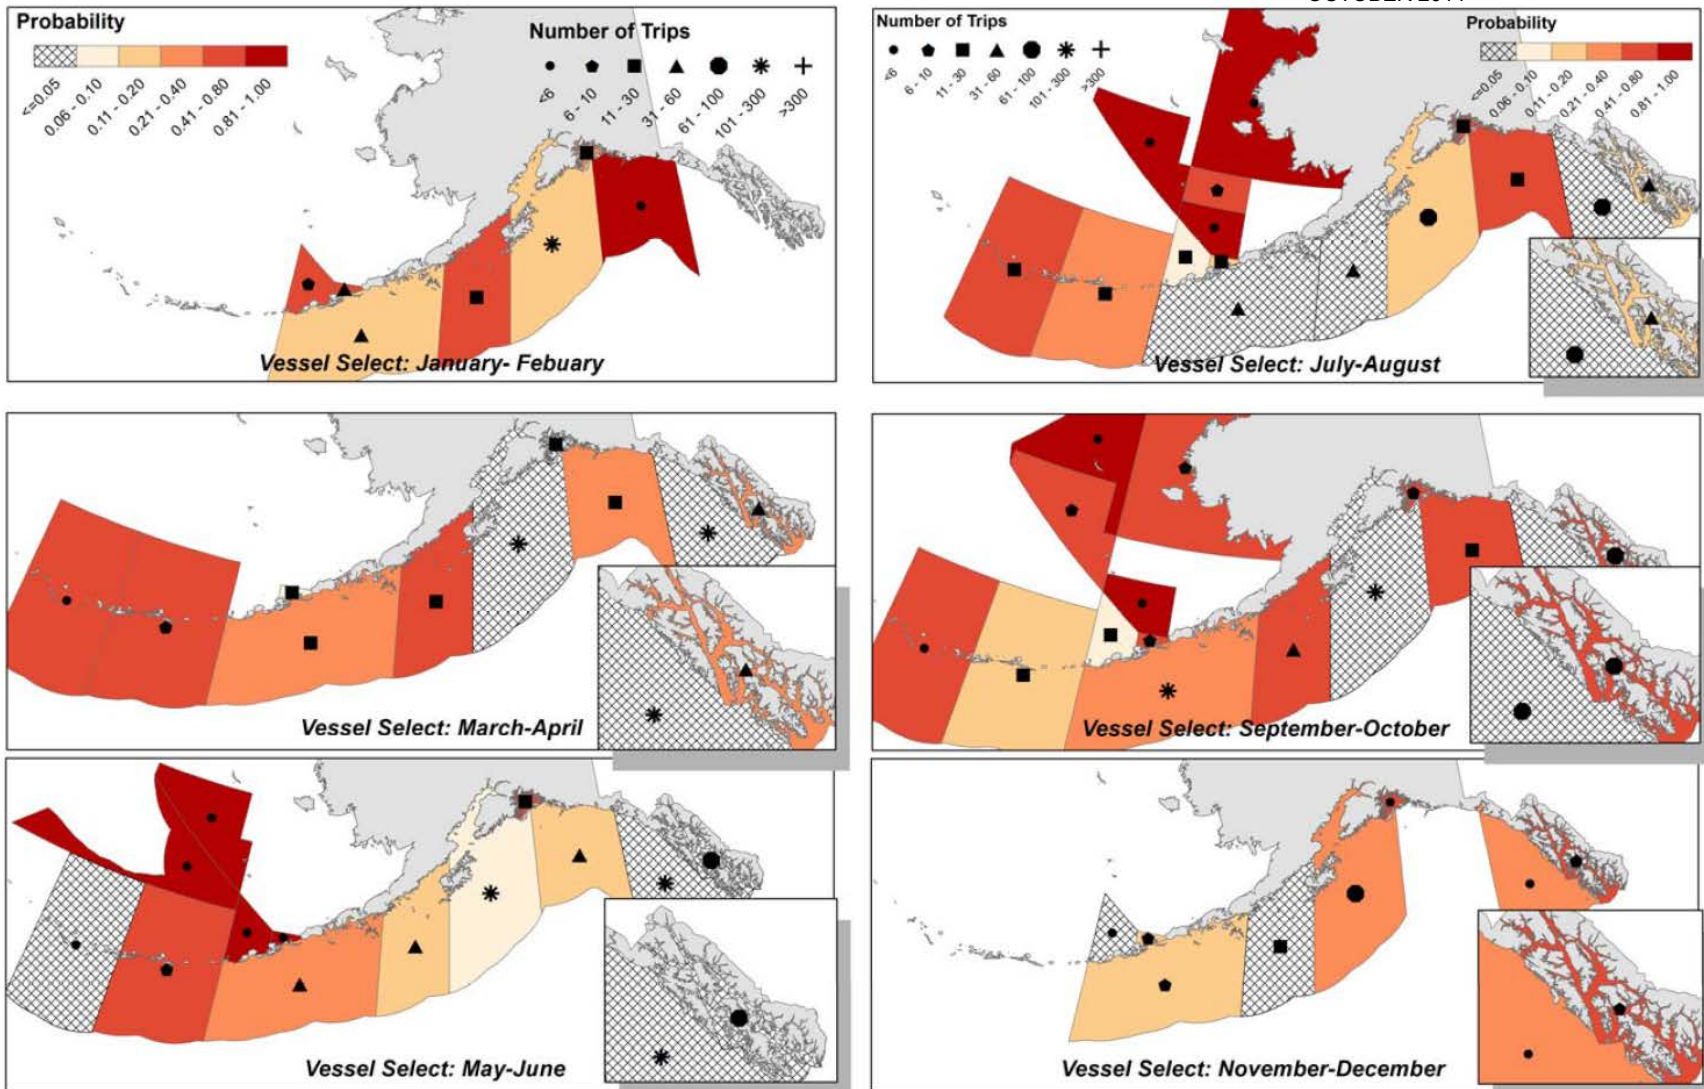 Probability
<=0.05
0.06 - 0.10
0.11 - 0.20
0.21 - 0.40
0.41 - 0.80
0.81 - 1.00
Number of Trips
<6
6 - 10
11 - 30
31 - 60
61 - 100
101 - 300
>300
Vessel Select: January- Febuary
Number of Trips
<6
6 - 10
11 - 30
31 - 60
61 - 100
101 - 300
>300
Probability
<=0.05
0.06 - 0.10
0.11 - 0.20
0.21 - 0.40
0.41 - 0.80
0.81 - 1.00
Vessel Select: July-August
Vessel Select: March-April
Vessel Select: September-October
Vessel Select: May-June
Vessel Select: November-December